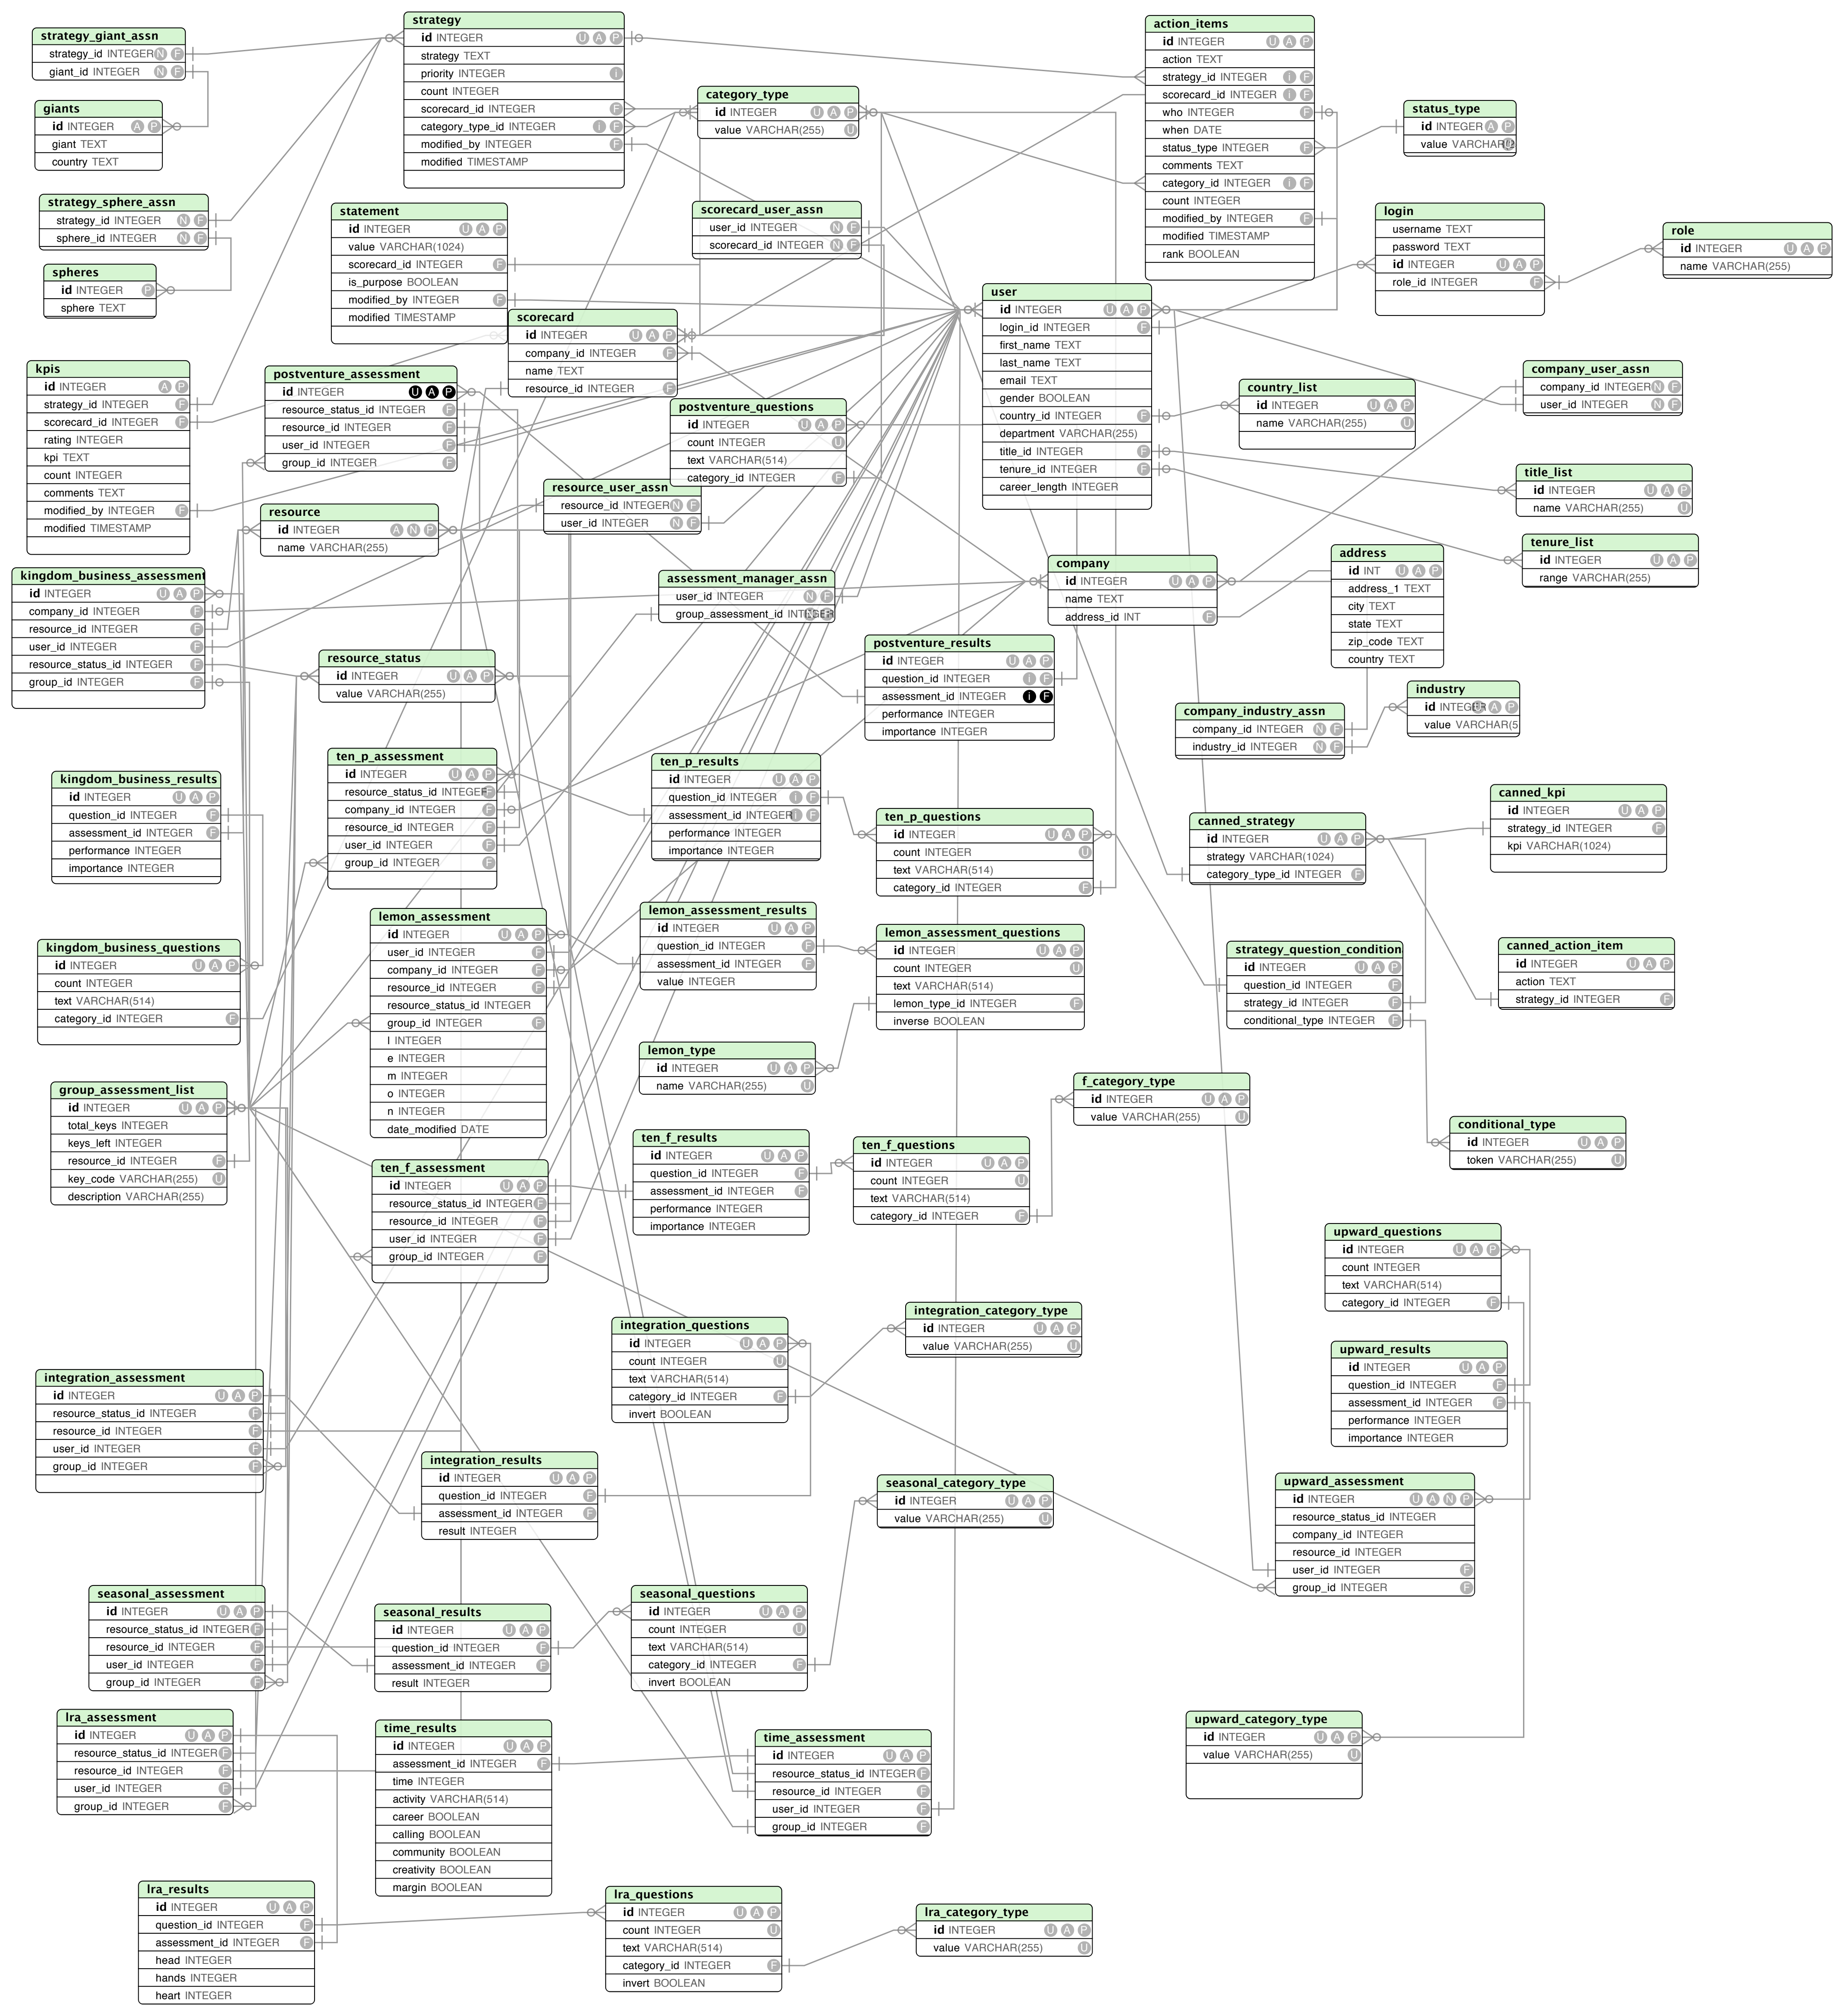 strategy_giant_assn
strategy_id INTEGER N F
giant_id INTEGER N F
giants
id INTEGER A P
giant TEXT
country TEXT
strategy_sphere_assn
strategy_id INTEGER N F
sphere_id INTEGER N F
spheres
id INTEGER P
sphere TEXT
strategy
id INTEGER U A P
strategy TEXT
priority INTEGER i
count INTEGER
scorecard_id INTEGER F
category_type_id INTEGER i F
modified_by INTEGER F
modified TIMESTAMP
category_type
id INTEGER U A P
value VARCHAR(255) U
action_items
id INTEGER U A P
action TEXT
strategy_id INTEGER i F
scorecard_id INTEGER i F
who INTEGER F
when DATE
status_type INTEGER F
comments TEXT
category_id INTEGER i F
count INTEGER
modified_by INTEGER F
modified TIMESTAMP
rank BOOLEAN
status_type
id INTEGER A P
value VARCHAR
login
username TEXT
password TEXT
id INTEGER U A P
role_id INTEGER F
role
id INTEGER U A P
name VARCHAR(255)
statement
id INTEGER U A P
value VARCHAR(1024)
scorecard_id INTEGER F
is_purpose BOOLEAN
modified_by INTEGER F
modified TIMESTAMP
scorecard_user_assn
user_id INTEGER N F
scorecard_id INTEGER N F
scorecard
id INTEGER U A P
company_id INTEGER F
name TEXT
resource_id INTEGER F
user
id INTEGER U A P
login_id INTEGER F
first_name TEXT
last_name TEXT
email TEXT
gender BOOLEAN
country_id INTEGER F
department VARCHAR(255)
title_id INTEGER F
tenure_id INTEGER F
career_length INTEGER
country_list
id INTEGER U A P
name VARCHAR(255) U
company_user_assn
company_id INTEGER N F
user_id INTEGER N F
title_list
id INTEGER U A P
name VARCHAR(255) U
tenure_list
id INTEGER U A P
range VARCHAR(255)
kpis
id INTEGER A P
strategy_id INTEGER F
scorecard_id INTEGER F
rating INTEGER
kpi TEXT
count INTEGER
comments TEXT
modified_by INTEGER F
modified TIMESTAMP
postventure_assessment
id INTEGER U A P
resource_status_id INTEGER F
resource_id INTEGER F
user_id INTEGER F
group_id INTEGER F
postventure_questions
id INTEGER U A P
count INTEGER U
text VARCHAR(514)
category_id INTEGER F
resource_user_assn
resource_id INTEGER N F
user_id INTEGER N F
resource
id INTEGER A N P
name VARCHAR(255)
kingdom_business_assessment
id INTEGER U A P
company_id INTEGER F
resource_id INTEGER F
user_id INTEGER F
resource_status_id INTEGER F
group_id INTEGER F
assessment_manager_assn
user_id INTEGER N F
group_assessment_id INTEGER
company
id INTEGER U A P
name TEXT
address_id INT F
address
id INT U A P
address_1 TEXT
city TEXT
state TEXT
zip_code TEXT
country TEXT
resource_status
id INTEGER U A P
value VARCHAR(255)
postventure_results
id INTEGER U A P
question_id INTEGER i F
assessment_id INTEGER i F
performance INTEGER
importance INTEGER
company_industry_assn
company_id INTEGER N F
industry_id INTEGER N F
industry
id INTEGER A P
value VARCHAR(5
kingdom_business_results
id INTEGER U A P
question_id INTEGER F
assessment_id INTEGER F
performance INTEGER
importance INTEGER
ten_p_assessment
id INTEGER U A P
resource_status_id INTEGER F
company_id INTEGER F
resource_id INTEGER F
user_id INTEGER F
group_id INTEGER F
ten_p_results
id INTEGER U A P
question_id INTEGER i F
assessment_id INTEGER i F
performance INTEGER
importance INTEGER
ten_p_questions
id INTEGER U A P
count INTEGER U
text VARCHAR(514)
category_id INTEGER F
canned_strategy
id INTEGER U A P
strategy VARCHAR(1024)
category_type_id INTEGER F
canned_kpi
id INTEGER U A P
strategy_id INTEGER F
kpi VARCHAR(1024)
kingdom_business_questions
id INTEGER U A P
count INTEGER
text VARCHAR(514)
category_id INTEGER F
lemon_assessment
id INTEGER U A P
user_id INTEGER F
company_id INTEGER F
resource_id INTEGER F
resource_status_id INTEGER
group_id INTEGER F
l INTEGER
e INTEGER
m INTEGER
o INTEGER
n INTEGER
date_modified DATE
lemon_assessment_results
id INTEGER U A P
question_id INTEGER F
assessment_id INTEGER F
value INTEGER
lemon_assessment_questions
id INTEGER U A P
count INTEGER U
text VARCHAR(514)
lemon_type_id INTEGER F
inverse BOOLEAN
strategy_question_condition
id INTEGER U A P
question_id INTEGER F
strategy_id INTEGER F
conditional_type INTEGER F
canned_action_item
id INTEGER U A P
action TEXT
strategy_id INTEGER F
lemon_type
id INTEGER U A P
name VARCHAR(255) U
f_category_type
id INTEGER U A P
value VARCHAR(255) U
conditional_type
id INTEGER U A P
token VARCHAR(255) U
group_assessment_list
id INTEGER U A P
total_keys INTEGER
keys_left INTEGER
resource_id INTEGER F
key_code VARCHAR(255) U
description VARCHAR(255)
ten_f_assessment
id INTEGER U A P
resource_status_id INTEGER F
resource_id INTEGER F
user_id INTEGER F
group_id INTEGER F
ten_f_results
id INTEGER U A P
question_id INTEGER F
assessment_id INTEGER F
performance INTEGER
importance INTEGER
ten_f_questions
id INTEGER U A P
count INTEGER U
text VARCHAR(514)
category_id INTEGER F
upward_questions
id INTEGER U A P
count INTEGER
text VARCHAR(514)
category_id INTEGER F
integration_questions
id INTEGER U A P
count INTEGER U
text VARCHAR(514)
category_id INTEGER F
invert BOOLEAN
integration_category_type
id INTEGER U A P
value VARCHAR(255) U
upward_results
id INTEGER U A P
question_id INTEGER F
assessment_id INTEGER F
performance INTEGER
importance INTEGER
integration_assessment
id INTEGER U A P
resource_status_id INTEGER F
resource_id INTEGER F
user_id INTEGER F
group_id INTEGER F
integration_results
id INTEGER U A P
question_id INTEGER F
assessment_id INTEGER F
result INTEGER
seasonal_category_type
id INTEGER U A P
value VARCHAR(255) U
upward_assessment
id INTEGER U A N P
resource_status_id INTEGER
company_id INTEGER
resource_id INTEGER
user_id INTEGER F
group_id INTEGER F
seasonal_assessment
id INTEGER U A P
resource_status_id INTEGER F
resource_id INTEGER F
user_id INTEGER F
group_id INTEGER F
seasonal_results
id INTEGER U A P
question_id INTEGER F
assessment_id INTEGER F
result INTEGER
seasonal_questions
id INTEGER U A P
count INTEGER U
text VARCHAR(514)
category_id INTEGER F
invert BOOLEAN
lra_assessment
id INTEGER U A P
resource_status_id INTEGER F
resource_id INTEGER F
user_id INTEGER F
group_id INTEGER F
time_results
id INTEGER U A P
assessment_id INTEGER F
time INTEGER
activity VARCHAR(514)
career BOOLEAN
calling BOOLEAN
community BOOLEAN
creativity BOOLEAN
margin BOOLEAN
time_assessment
id INTEGER U A P
resource_status_id INTEGER F
resource_id INTEGER F
user_id INTEGER F
group_id INTEGER F
upward_category_type
id INTEGER U A P
value VARCHAR(255) U
lra_results
id INTEGER U A P
question_id INTEGER F
assessment_id INTEGER F
head INTEGER
hands INTEGER
heart INTEGER
lra_questions
id INTEGER U A P
count INTEGER U
text VARCHAR(514)
category_id INTEGER F
invert BOOLEAN
lra_category_type
id INTEGER U A P
value VARCHAR(255) U